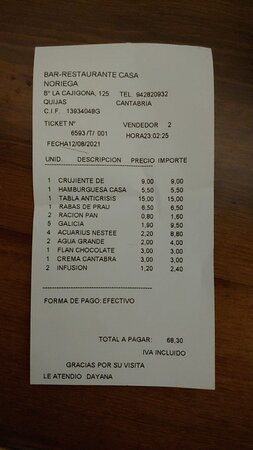 BAR-RESTAURANTE CASA
NORIEGA
Bº LA CAJIGONA, 125 TEL 942820932
QUIJAS CANTABRIA
C.I.F: 13934048G
TICKET Nº VENDEDOR 2
6593 /T/ 001 HORA23:02:25
FECHA12/08/2021
UNID. DESCRIPCION PRECIO IMPORTE
1 CRUJIENTE DE 9,00 9,00
1 HAMBURGUESA CASA 5,50 5,50
1 TABLA ANTICRISIS 15,00 15,00
1 RABAS DE PRAU 6,50 6,50
2 RACION PAN 0,80 1,60
5 GALICIA 1,90 9,50
4 ACUARIUS NESTEE 2,20 8,80
2 AGUA GRANDE 2,00 4,00
1 FLAN CHOCOLATE 3,00 3,00
1 CREMA CANTABRA 3,00 3,00
2 INFUSION 1,20 2,40
FORMA DE PAGO: EFECTIVO
TOTAL A PAGAR: 68,30
IVA INCLUIDO
GRACIAS POR SU VISITA
LE ATENDIO DAYANA